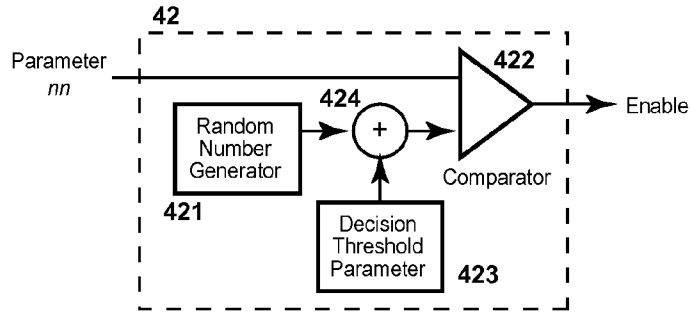 42
Parameter
nn
422
424
+
Enable
Random
Number
Generator
Comparator
421
Decision
Threshold
Parameter
423